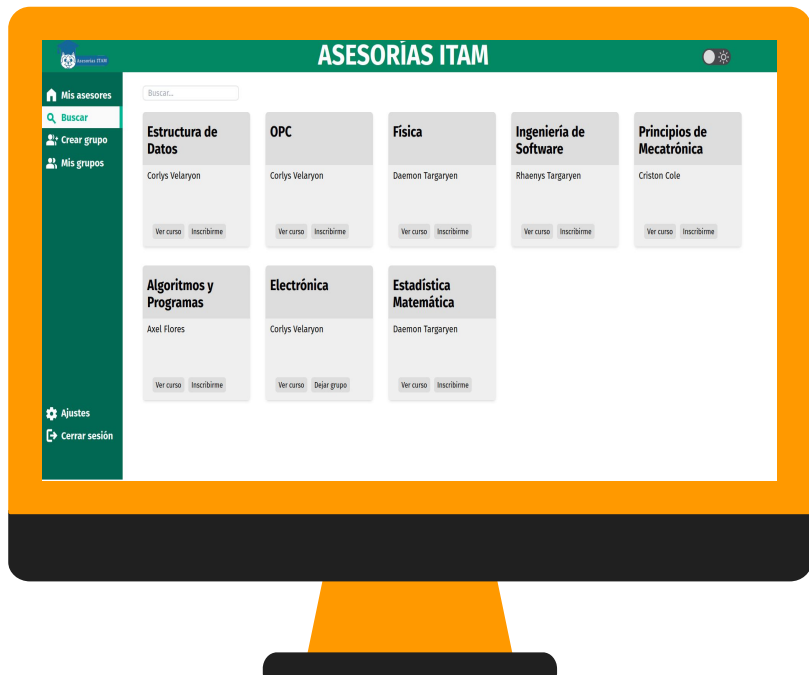 Asesorías ITAM
ASESORÍAS ITAM
Mis asesores
Buscar
Crear grupo
Mis grupos
Ajustes
Cerrar sesión
Buscar...
Estructura de
Datos
Corlys Velaryon
Ver curso Inscribirme
OPC
Corlys Velaryon
Ver curso Inscribirme
Física
Daemon Targaryen
Ver curso Inscribirme
Ingeniería de
Software
Rhaenys Targaryen
Ver curso Inscribirme
Principios de
Mecatrónica
Criston Cole
Ver curso Inscribirme
Algoritmos y
Programas
Axel Flores
Ver curso Inscribirme
Electrónica
Corlys Velaryon
Ver curso Dejar grupo
Estadística
Matemática
Daemon Targaryen
Ver curso Inscribirme